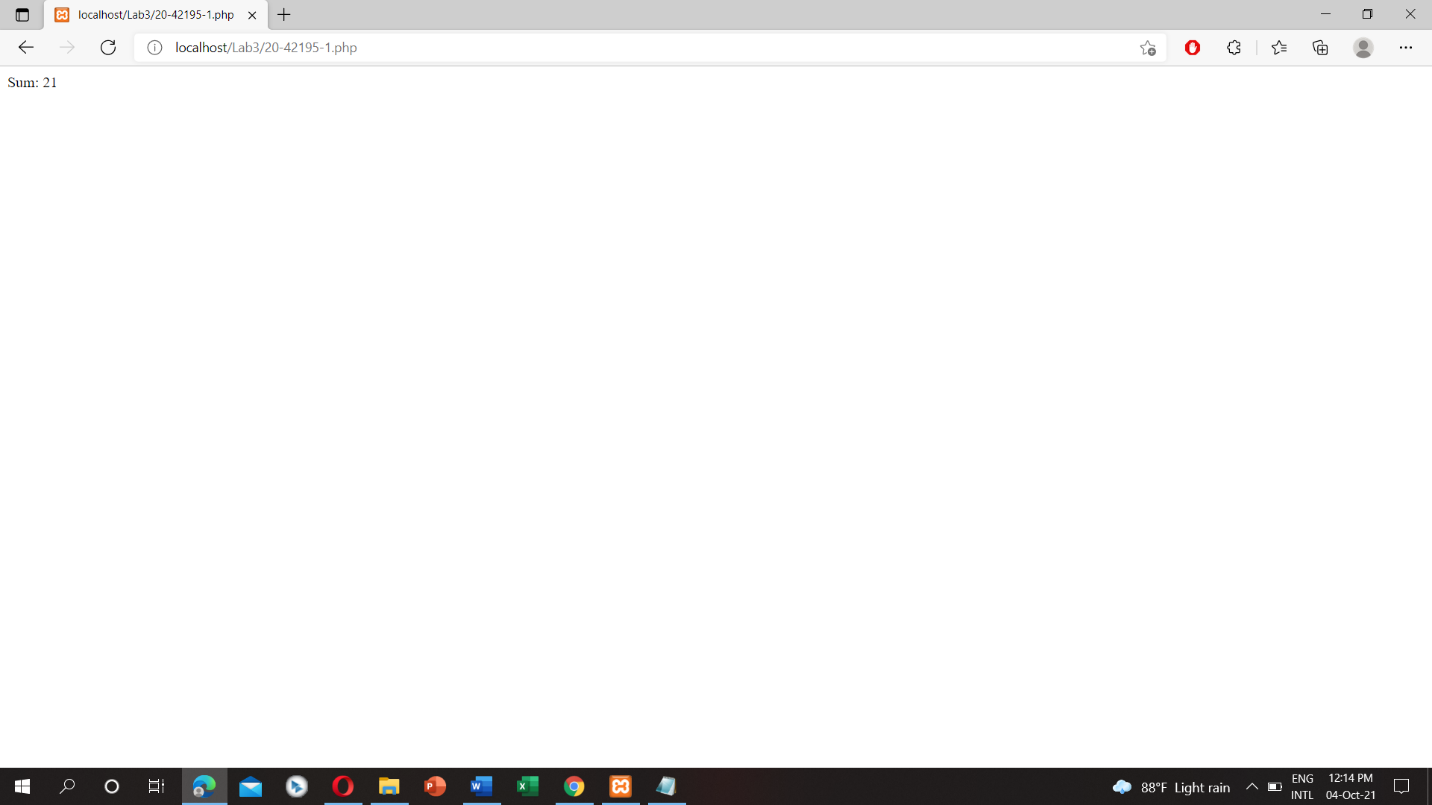 localhost/Lab3/20-42195-1.php
localhost/Lab3/20-42195-1.php
Sum: 21
88°F Light rain
ENG
INTL
12:14 PM
04-Oct-21